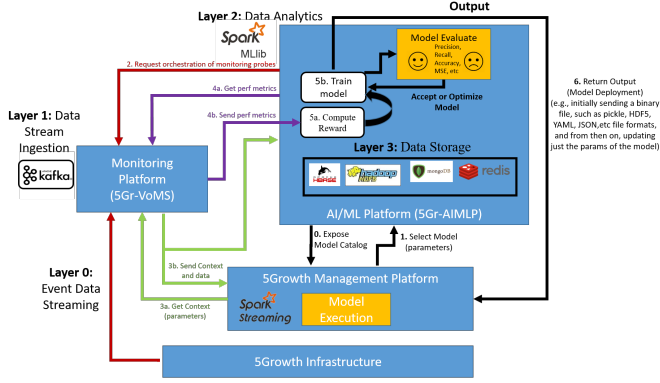 Output
Layer 2: Data Analytics
Spark
MLlib
Model Evaluate
Precision,
Recall,
Accuracy,
MSE, etc
2. Request orchestration of monitoring probes
5b. Train
model
4a. Get perf metrics
Accept or Optimize
Model
6. Return Output
(Model Deployment)
(e.g., initially sending a binary
file, such as pickle, HDF5,
YAML, JSON,etc file formats,
and from then on, updating
just the params of the model)
Layer 1: Data
Stream
Ingestion
4b. Send perf metrics
5a. Compute
Reward
Layer 3: Data Storage
kafka
Monitoring
Platform
(5Gr-VoMS)
mongoDB
redis
AI/ML Platform (5Gr-AIMLP)
0. Expose
Model Catalog
1. Select Model
(parameters)
3b. Send Context
and data
Layer 0:
Event Data
Streaming
5Growth Management Platform
3a. Get Context
(parameters)
Spark
Streaming
Model
Execution
5Growth Infrastructure